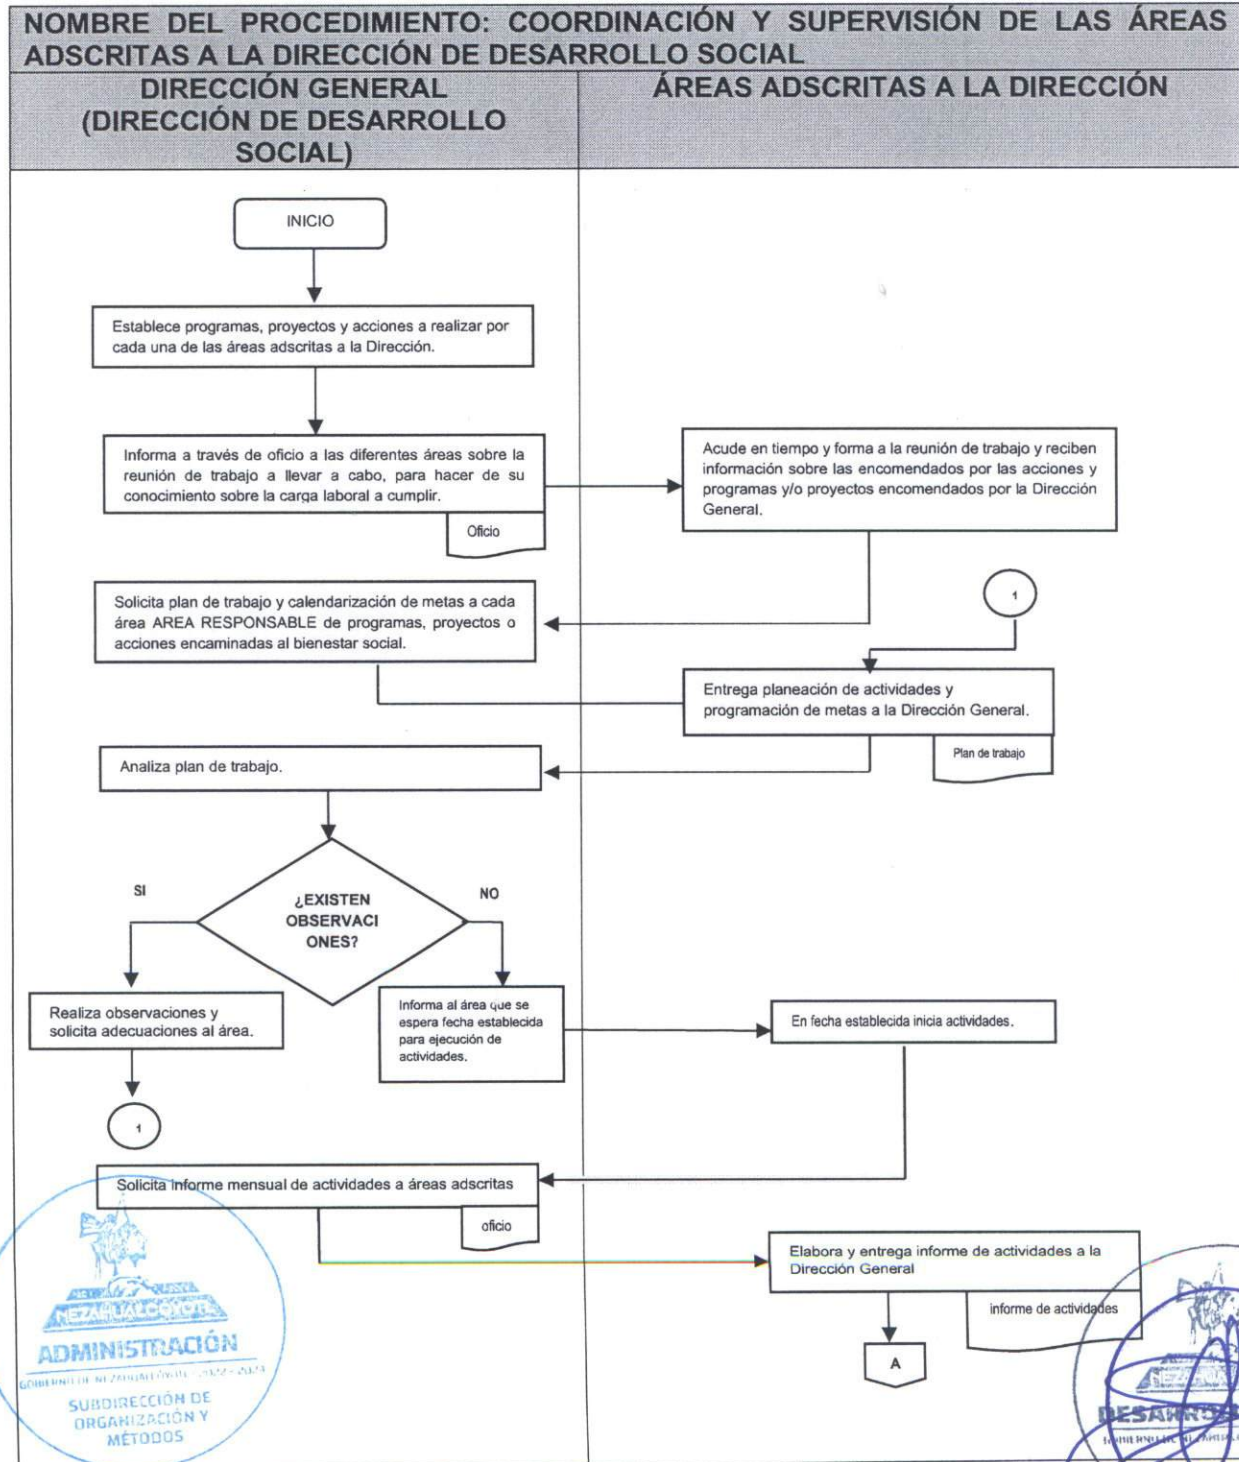 NOMBRE DEL PROCEDIMIENTO: COORDINACIÓN Y SUPERVISIÓN DE LAS ÁREAS
ADSCRITAS A LA DIRECCIÓN DE DESARROLLO SOCIAL
DIRECCIÓN GENERAL
(DIRECCIÓN DE DESARROLLO
SOCIAL)
ÁREAS ADSCRITAS A LA DIRECCIÓN
INICIO
Establece programas, proyectos y acciones a realizar por
cada una de las áreas adscritas a la Dirección.
Informa a través de oficio a las diferentes áreas sobre la
reunión de trabajo a llevar a cabo, para hacer de su
conocimiento sobre la carga laboral a cumplir.
Oficio
Acude en tiempo y forma a la reunión de trabajo y reciben
información sobre las encomendados por las acciones y
programas y/o proyectos encomendados por la Dirección
General.
Solicita plan de trabajo y calendarización de metas a cada
área AREA RESPONSABLE de programas, proyectos o
acciones encaminadas al bienestar social.
1
Entrega planeación de actividades y
programación de metas a la Dirección General.
Plan de trabajo
Analiza plan de trabajo.
¿EXISTEN
OBSERVACI
ONES?
SI
NO
Realiza observaciones y
solicita adecuaciones al área.
Informa al área que se
espera fecha establecida
para ejecución de
actividades.
En fecha establecida inicia actividades.
1
Solicita informe mensual de actividades a áreas adscritas
oficio
Elabora y entrega informe de actividades a la
Dirección General
informe de actividades
A
NEZAHUALCÓYOTL
ADMINISTRACIÓN
GOBIERNO DE NEZAHUALCÓYOTL
SUBDIRECCIÓN DE
ORGANIZACIÓN Y
MÉTODOS